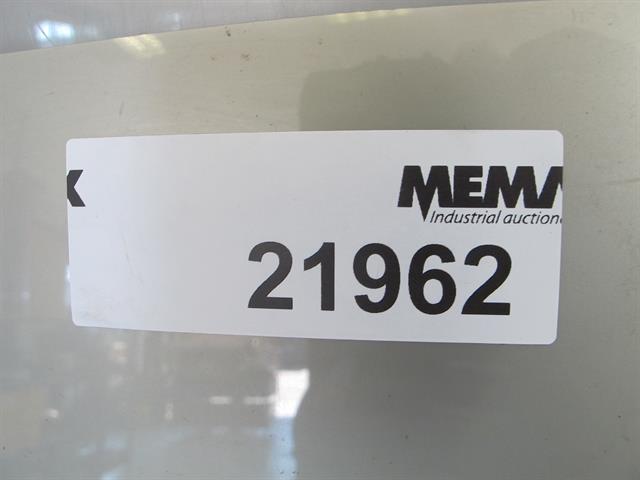 X MEMA
Industrial auction
21962